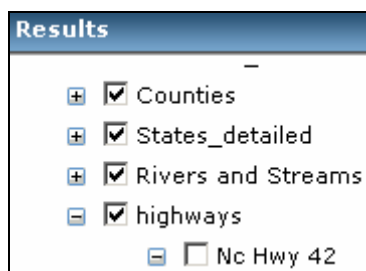 Results
Counties
States_detailed
Rivers and Streams
highways
Nc Hwy 42